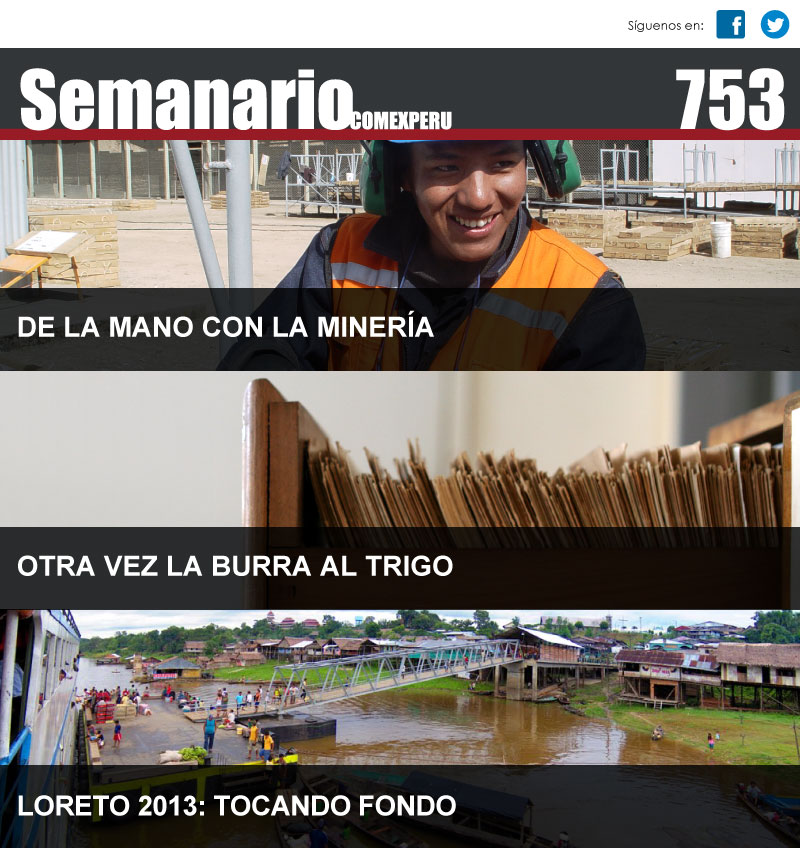 Síguenos en:
Semanario COMEXPERU 753
DE LA MANO CON LA MINERÍA
OTRA VEZ LA BURRA AL TRIGO
LORETO 2013: TOCANDO FONDO